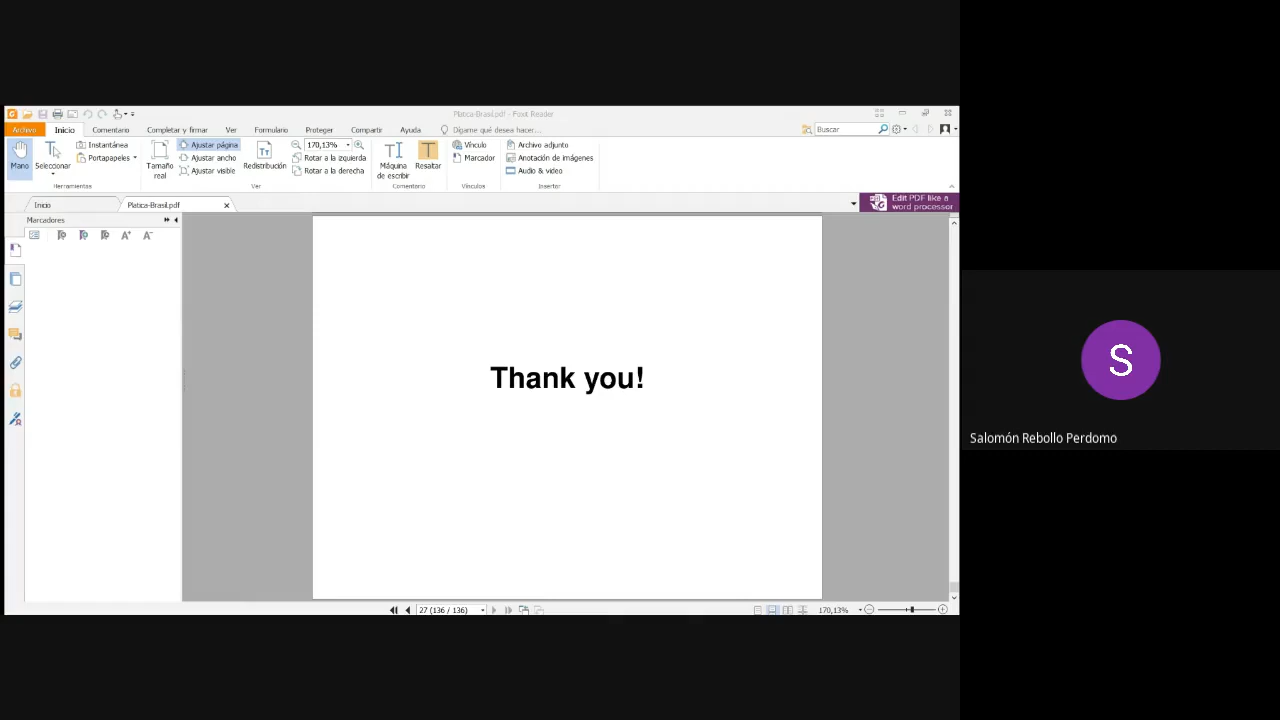 Platica-Brasil.pdf - Foxit Reader
Archivo Inicio Comentario Completar y firmar Ver Formulario Proteger Compartir Ayuda Dígame qué desea hacer... Buscar
Mano
Seleccionar
Instantánea
Portapapeles
Herramientas
Tamaño real
Ajustar página
Ajustar ancho
Ajustar visible
Redistribución
170,13%
Rotar a la izquierda
Rotar a la derecha
Ver
Máquina de escribir
Resaltar
Comentario
Vínculo
Marcador
Vínculos
Archivo adjunto
Anotación de imágenes
Audio & video
Insertar
Inicio Platica-Brasil.pdf
Edit PDF like a
word processor
Marcadores
Thank you!
27 (136 / 136)
170,13%
S
Salomón Rebollo Perdomo